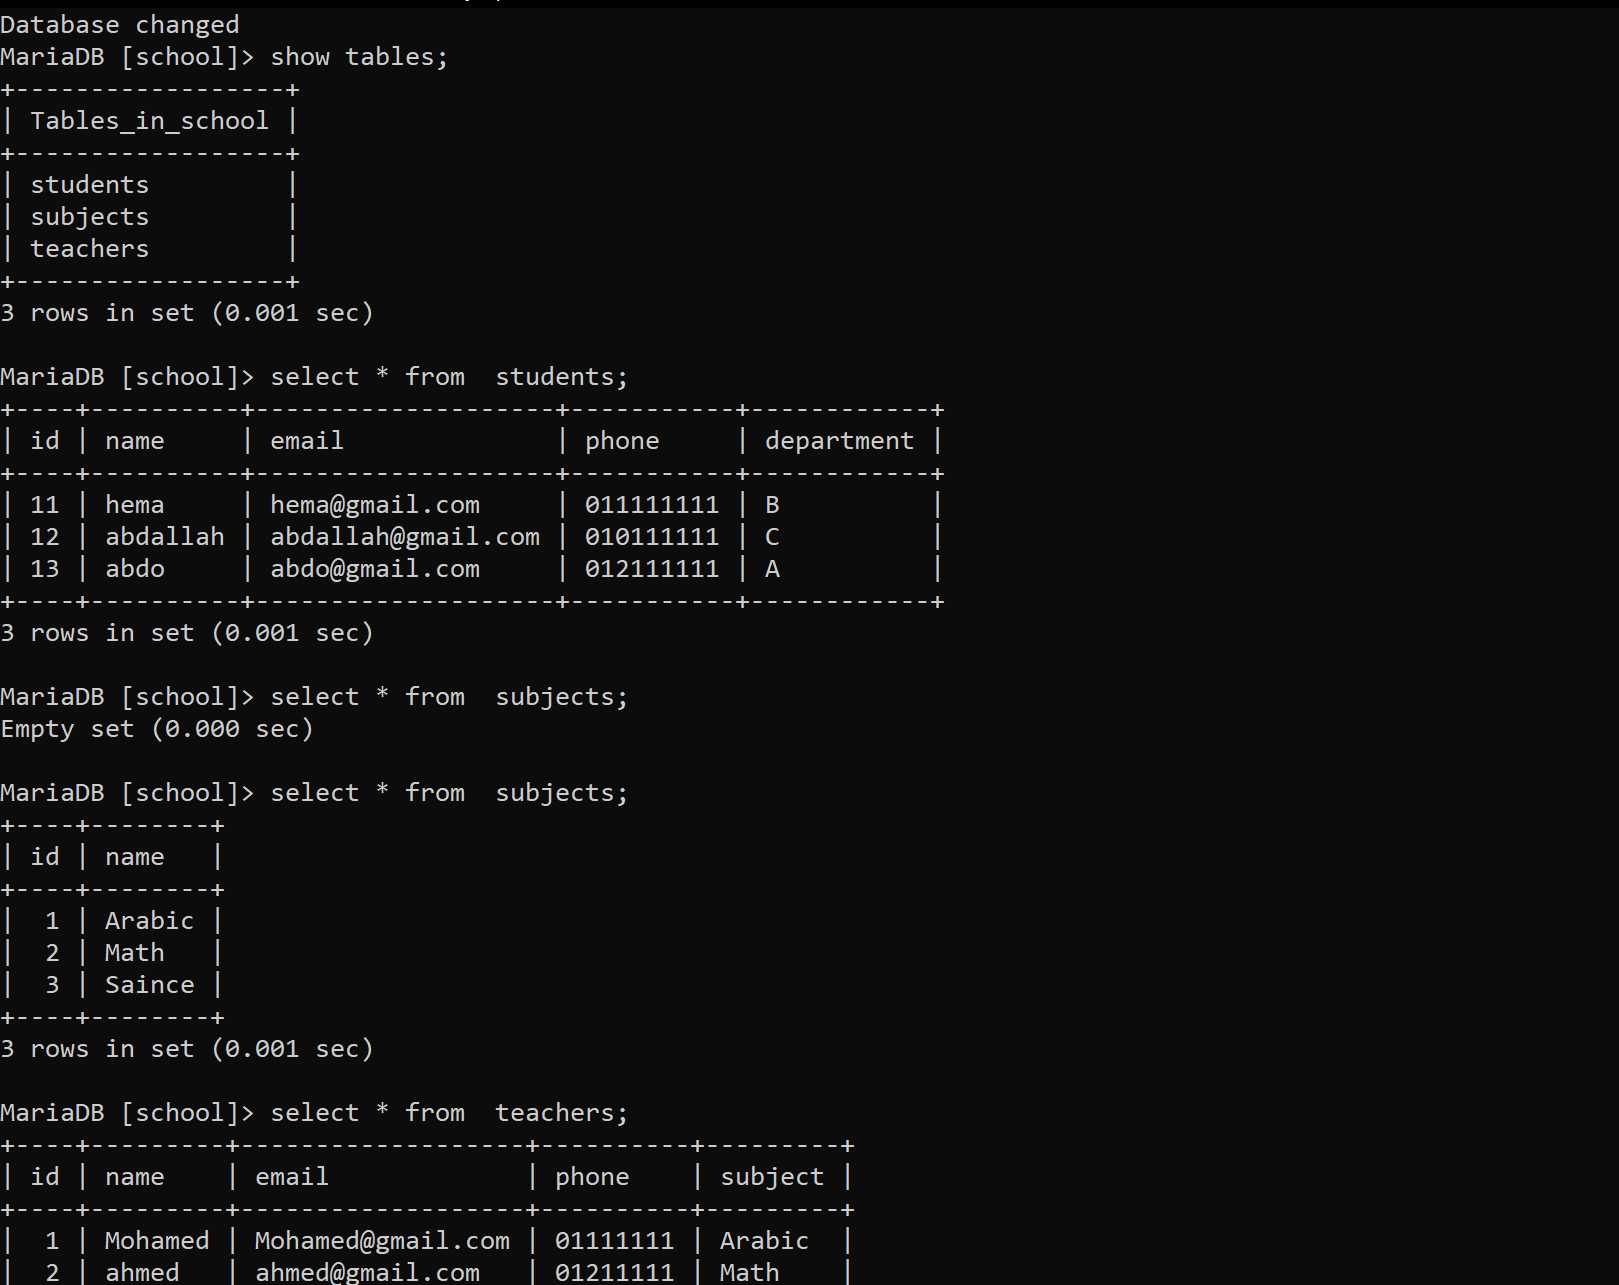 Database changed
MariaDB [school]> show tables;
+------------------+
| Tables_in_school |
+------------------+
| students         |
| subjects         |
| teachers         |
+------------------+
3 rows in set (0.001 sec)

MariaDB [school]> select * from  students;
+----+----------+--------------------+-----------+------------+
| id | name     | email              | phone     | department |
+----+----------+--------------------+-----------+------------+
| 11 | hema     | hema@gmail.com     | 011111111 | B          |
| 12 | abdallah | abdallah@gmail.com | 010111111 | C          |
| 13 | abdo     | abdo@gmail.com     | 012111111 | A          |
+----+----------+--------------------+-----------+------------+
3 rows in set (0.001 sec)

MariaDB [school]> select * from  subjects;
Empty set (0.000 sec)

MariaDB [school]> select * from  subjects;
+----+--------+
| id | name   |
+----+--------+
|  1 | Arabic |
|  2 | Math   |
|  3 | Saince |
+----+--------+
3 rows in set (0.001 sec)

MariaDB [school]> select * from  teachers;
+----+---------+-------------------+----------+---------+
| id | name    | email             | phone    | subject |
+----+---------+-------------------+----------+---------+
|  1 | Mohamed | Mohamed@gmail.com | 01111111 | Arabic  |
|  2 | ahmed   | ahmed@gmail.com   | 01211111 | Math    |